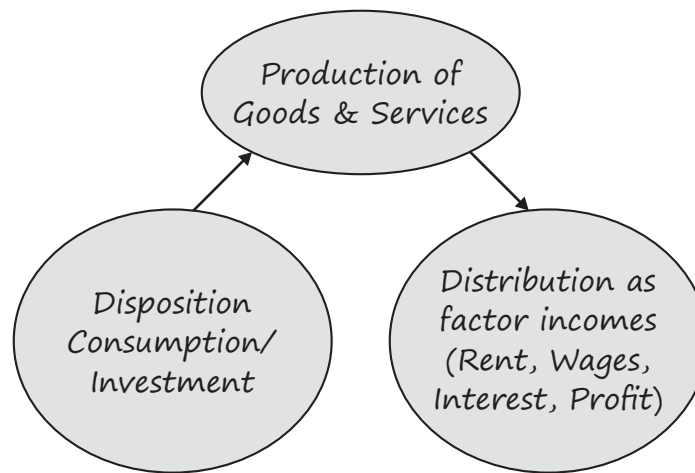 Production of
Goods & Services
Disposition
Consumption/
Investment
Distribution as
factor incomes
(Rent, Wages,
Interest, Profit)